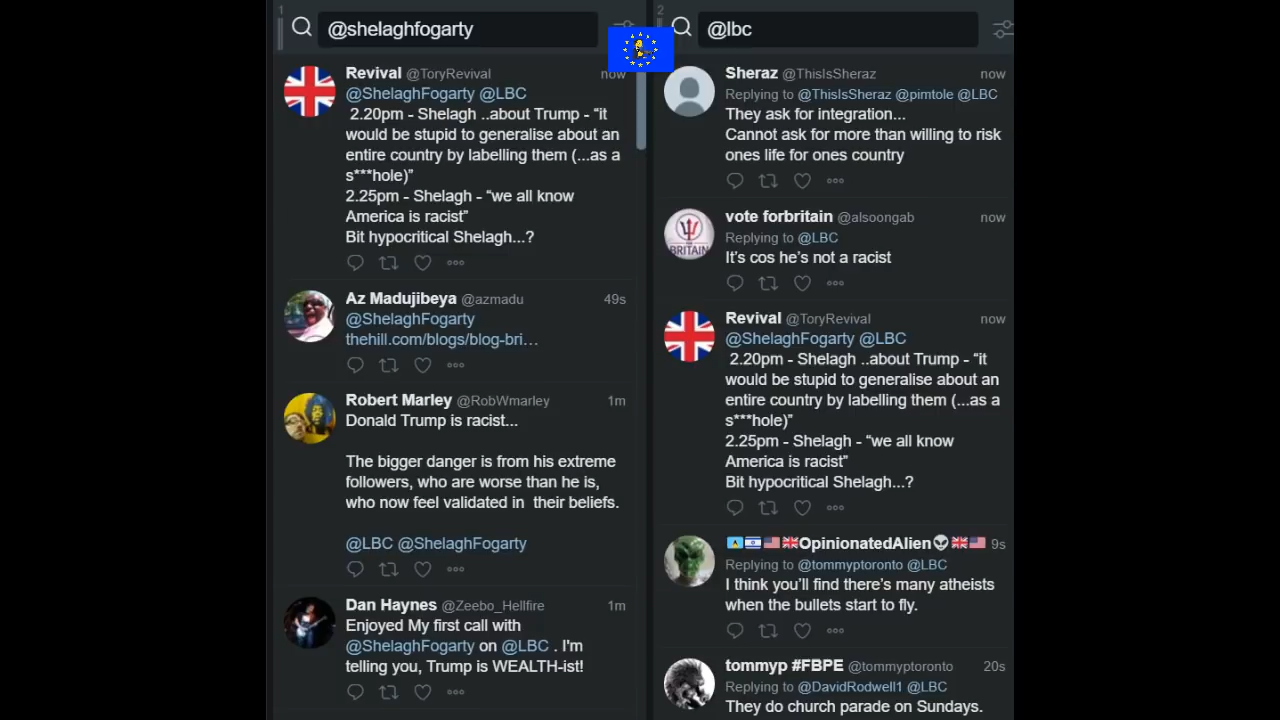 1
@shelaghfogarty
Revival @ToryRevival now
@ShelaghFogarty @LBC
2.20pm - Shelagh ..about Trump - “it
would be stupid to generalise about an
entire country by labelling them (...as a
s***hole)”
2.25pm - Shelagh - “we all know
America is racist”
Bit hypocritical Shelagh...?
Az Madujibeya @azmadu 49s
@ShelaghFogarty
thehill.com/blogs/blog-bri…
Robert Marley @RobWmarley 1m
Donald Trump is racist...
The bigger danger is from his extreme
followers, who are worse than he is,
who now feel validated in their beliefs.
@LBC @ShelaghFogarty
Dan Haynes @Zeebo_Hellfire 1m
Enjoyed My first call with
@ShelaghFogarty on @LBC . I'm
telling you, Trump is WEALTH-ist!
2
@lbc
Sheraz @ThisIsSheraz now
Replying to @ThisIsSheraz @pimtole @LBC
They ask for integration...
Cannot ask for more than willing to risk
ones life for ones country
vote forbritain @alsoongab now
Replying to @LBC
It’s cos he’s not a racist
BRITAIN
Revival @ToryRevival now
@ShelaghFogarty @LBC
2.20pm - Shelagh ..about Trump - “it
would be stupid to generalise about an
entire country by labelling them (...as a
s***hole)”
2.25pm - Shelagh - “we all know
America is racist”
Bit hypocritical Shelagh...?
🇱🇨🇮🇱🇺🇸🇬🇧OpinionatedAlien👽🇬🇧🇺🇸 9s
Replying to @tommytoronto @LBC
I think you’ll find there’s many atheists
when the bullets start to fly.
tommyp #FBPE @tommyptoronto 20s
Replying to @DavidRodwell1 @LBC
They do church parade on Sundays.